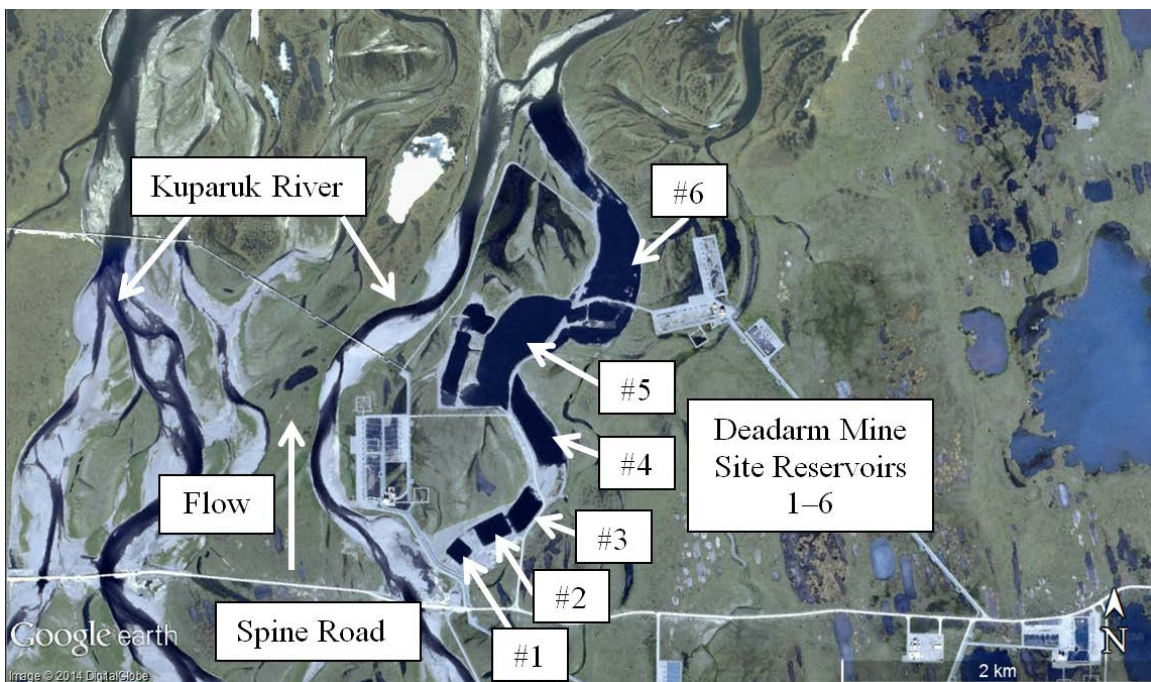 Kuparuk River
#6
#5
Deadarm Mine
Site Reservoirs
1–6
#4
Flow
#3
#2
Spine Road
#1
Google earth
N
2 km
Image © 2014 DigitalGlobe